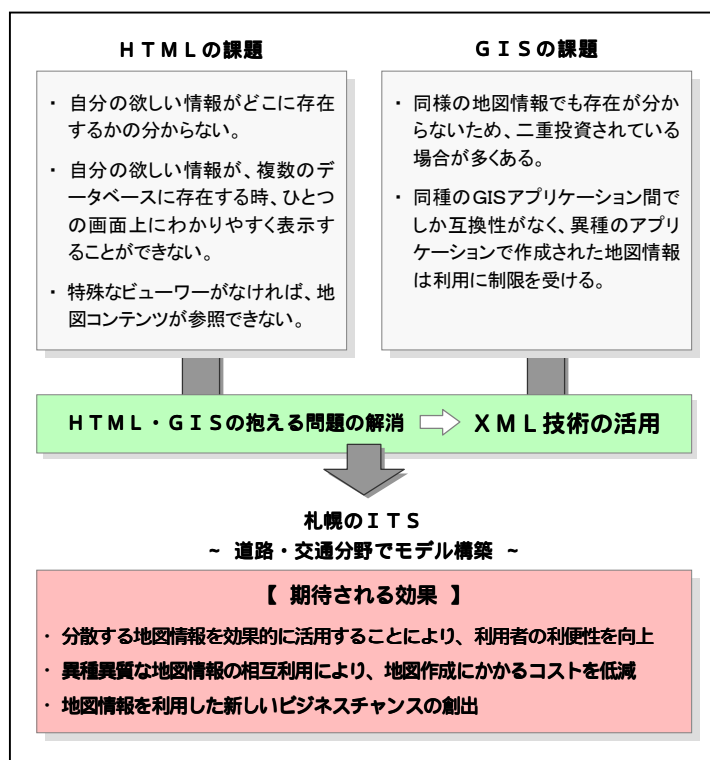 ＨＴＭＬの課題
・ 自分の欲しい情報がどこに存在
するかの分からない。
・ 自分の欲しい情報が、複数のデ
ータベースに存在する時、ひとつ
の画面上にわかりやすく表示す
ることができない。
・ 特殊なビューワーがなければ、地
図コンテンツが参照できない。
ＧＩＳの課題
・ 同様の地図情報でも存在が分か
らないため、二重投資されている
場合が多くある。
・ 同種のGISアプリケーション間で
しか互換性がなく、異種のアプリ
ケーションで作成された地図情報
は利用に制限を受ける。
ＨＴＭＬ・ＧＩＳの抱える問題の解消 ⇨ ＸＭＬ技術の活用
札幌のＩＴＳ
~ 道路・交通分野でモデル構築 ~
【 期待される効果 】
・ 分散する地図情報を効果的に活用することにより、利用者の利便性を向上
・ 異種異質な地図情報の相互利用により、地図作成にかかるコストを低減
・ 地図情報を利用した新しいビジネスチャンスの創出